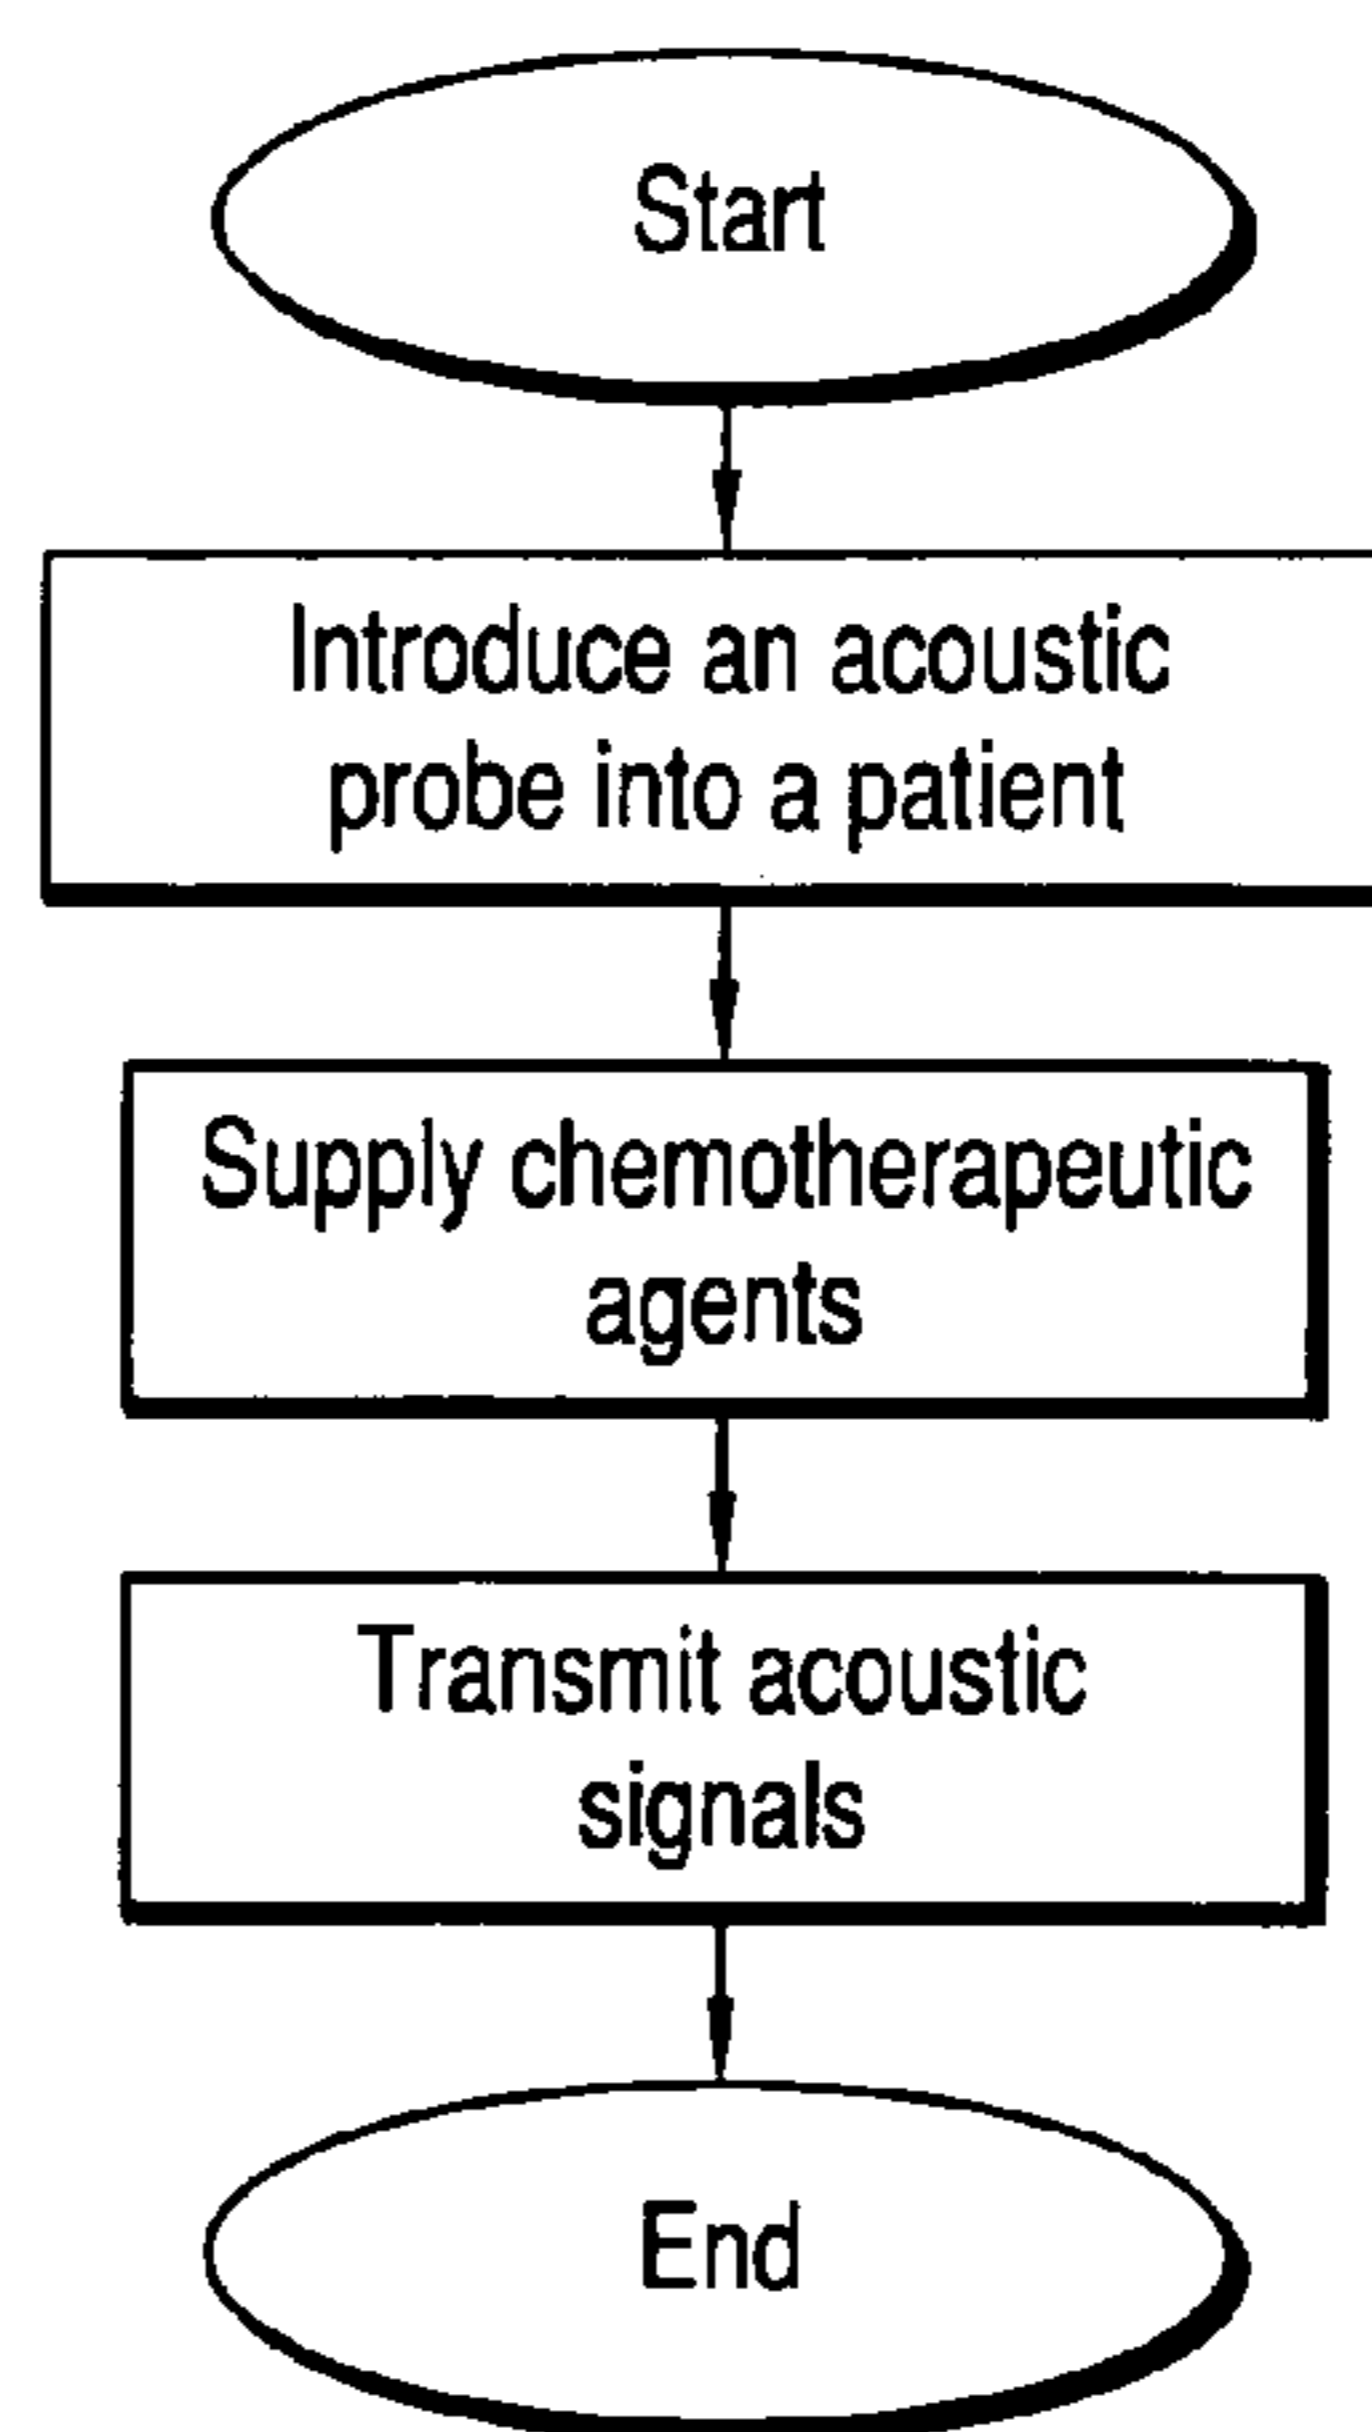 Start
Introduce an acoustic
probe into a patient
Supply chemotherapeutic
agents
Transmit acoustic
signals
End